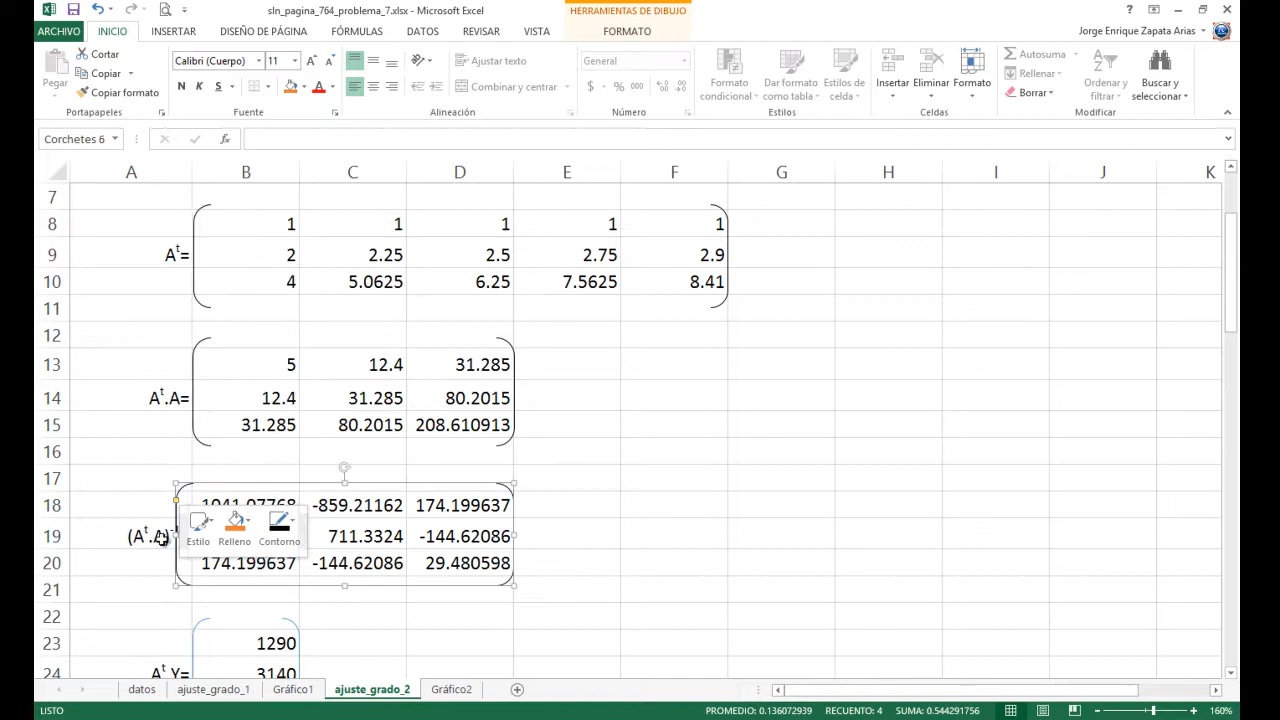 sln_pagina_764_problema_7.xlsx - Microsoft Excel
HERRAMIENTAS DE DIBUJO
ARCHIVO INICIO INSERTAR DISEÑO DE PÁGINA FÓRMULAS DATOS REVISAR VISTA FORMATO Jorge Enrique Zapata Arias
Pegar
Cortar
Copiar
Copiar formato
Portapapeles
Calibri (Cuerpo) 11
N K S
Fuente
Ajustar texto
Combinar y centrar
Alineación
General
$ % 000
Número
Formato condicional
Dar formato como tabla
Estilos de celda
Estilos
Insertar Eliminar Formato
Celdas
Autosuma
Rellenar
Borrar
Ordenar y filtrar
Buscar y seleccionar
Modificar
Corchetes 6 fx
A B C D E F G H I J K
7
8 1 1 1 1 1
9 Aᵗ= 2 2.25 2.5 2.75 2.9
10 4 5.0625 6.25 7.5625 8.41
11
12
13 5 12.4 31.285
14 Aᵗ.A= 12.4 31.285 80.2015
15 31.285 80.2015 208.610913
16
17
18 1041.07768 -859.21162 174.199637
19 (Aᵗ.A) 711.3324 -144.62086
20 174.199637 -144.62086 29.480598
Estilo Relleno Contorno
21
22
23 1290
24 Aᵗ.Y= 3140
datos ajuste_grado_1 Gráfico1 ajuste_grado_2 Gráfico2
LISTO PROMEDIO: 0.136072939 RECUENTO: 4 SUMA: 0.544291756 160%